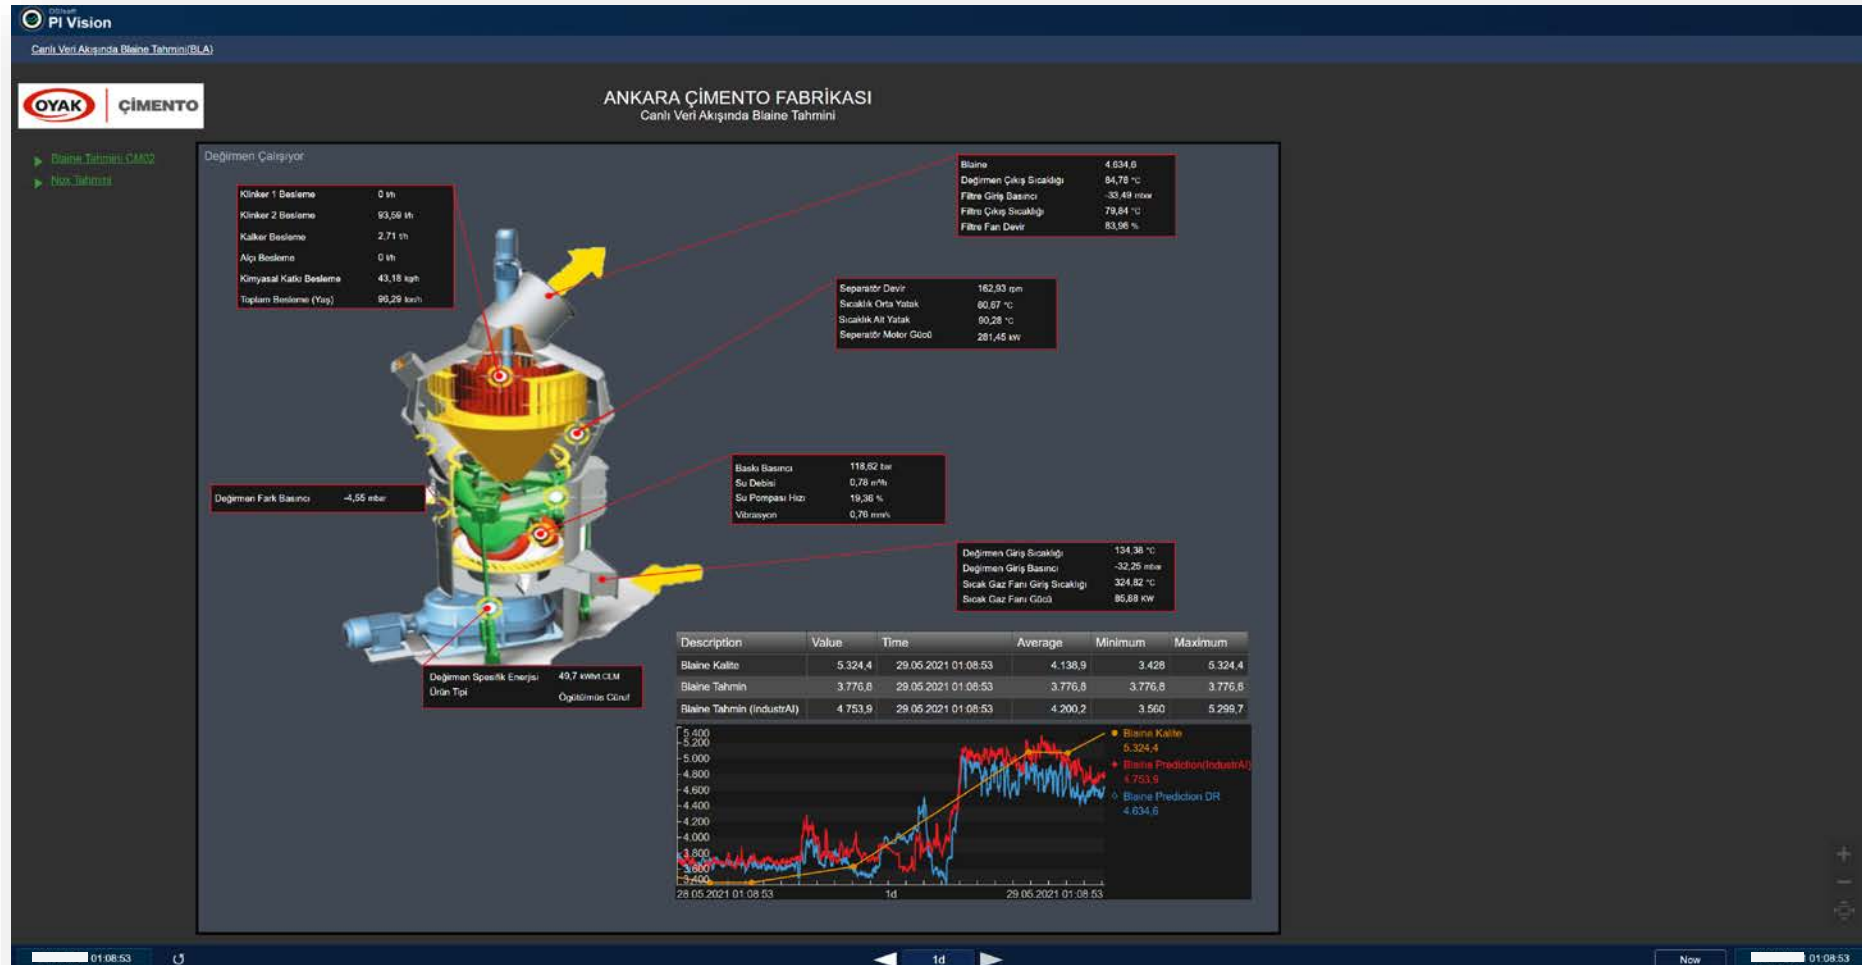 OSIsoft
PI Vision
Canlı Veri Akışında Blaine Tahmini(BLA)
OYAK ÇİMENTO
ANKARA ÇİMENTO FABRİKASI
Canlı Veri Akışında Blaine Tahmini
Blaine Tahmini CM02
Nox Tahmini
Değirmen Çalışıyor
Klinker 1 Besleme 0 t/h
Klinker 2 Besleme 93,59 t/h
Kalker Besleme 2,71 t/h
Alçı Besleme 0 t/h
Kimyasal Katkı Besleme 43,18 kg/h
Toplam Besleme (Yaş) 96,29 ton/h
Blaine 4.634,6
Değirmen Çıkış Sıcaklığı 84,78 °C
Filtre Giriş Basıncı -33,49 mbar
Filtre Çıkış Sıcaklığı 79,84 °C
Filtre Fan Devir 83,96 %
Separatör Devir 162,93 rpm
Sıcaklık Orta Yatak 80,67 °C
Sıcaklık Alt Yatak 90,28 °C
Seperatör Motor Gücü 281,45 kW
Değirmen Fark Basıncı -4,55 mbar
Baskı Basıncı 118,62 bar
Su Debisi 0,78 m³/h
Su Pompası Hızı 19,36 %
Vibrasyon 0,76 mm/s
Değirmen Giriş Sıcaklığı 134,38 °C
Değirmen Giriş Basıncı -32,25 mbar
Sıcak Gaz Fanı Giriş Sıcaklığı 324,82 °C
Sıcak Gaz Fanı Gücü 85,88 KW
Değirmen Spesifik Enerjisi 49,7
Ürün Tipi Öğütülmüş Cüruf
Description Value Time Average Minimum Maximum
Blaine Kalite 5.324,4 29.05.2021 01:08:53 4.138,9 3.428 5.324,4
Blaine Tahmin 3.776,8 29.05.2021 01:08:53 3.776,8 3.776,8 3.776,8
Blaine Tahmin (IndustrAI) 4.753,9 29.05.2021 01:08:53 4.200,2 3.560 5.299,7
5.400
5.200
5.000
4.800
4.600
4.400
4.200
4.000
3.800
3.600
3.400
28.05.2021 01:08:53 1d 29.05.2021 01:08:53
Blaine Kalite
5.324,4
Blaine Prediction(IndustrAI)
4.753,9
Blaine Prediction DR
4.634,6
01:08:53 1d Now 01:08:53